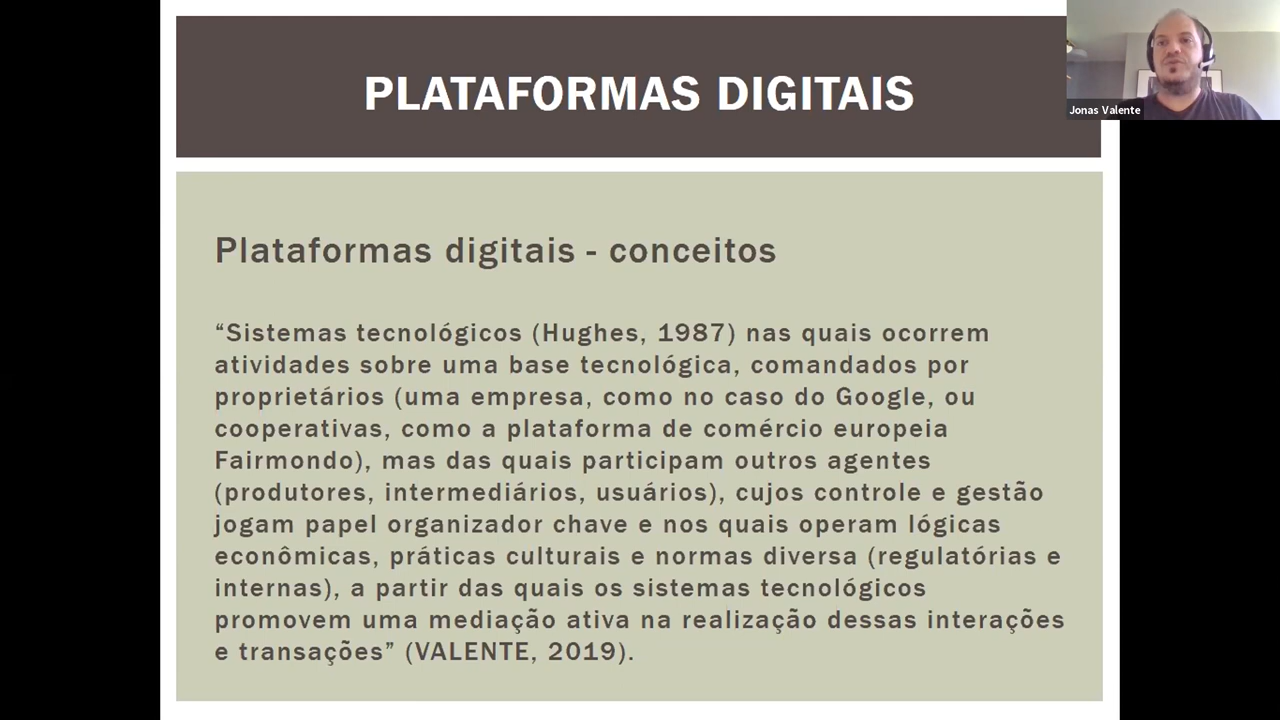 PLATAFORMAS DIGITAIS
Jonas Valente
Plataformas digitais - conceitos
“Sistemas tecnológicos (Hughes, 1987) nas quais ocorrem
atividades sobre uma base tecnológica, comandados por
proprietários (uma empresa, como no caso do Google, ou
cooperativas, como a plataforma de comércio europeia
Fairmondo), mas das quais participam outros agentes
(produtores, intermediários, usuários), cujos controle e gestão
jogam papel organizador chave e nos quais operam lógicas
econômicas, práticas culturais e normas diversa (regulatórias e
internas), a partir das quais os sistemas tecnológicos
promovem uma mediação ativa na realização dessas interações
e transações” (VALENTE, 2019).